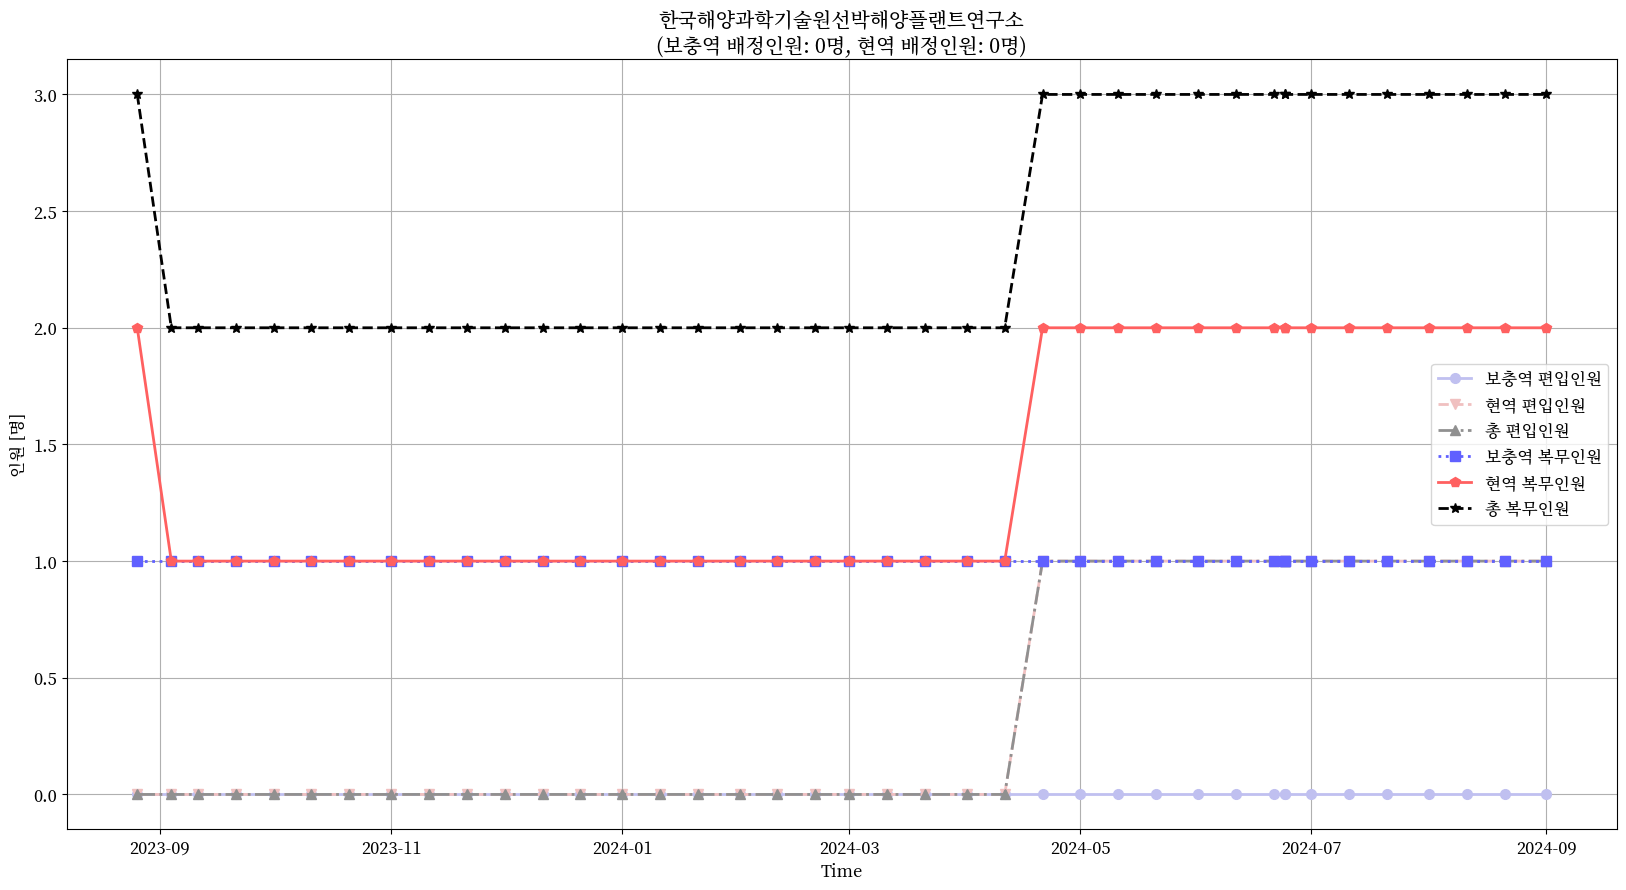 한국해양과학기술원선박해양플랜트연구소
(보충역 배정인원: 0명, 현역 배정인원: 0명)
3.0
2.5
2.0
1.5
1.0
0.5
0.0
인원 [명]
보충역 편입인원
현역 편입인원
총 편입인원
보충역 복무인원
현역 복무인원
총 복무인원
2023-09
2023-11
2024-01
2024-03
2024-05
2024-07
2024-09
Time